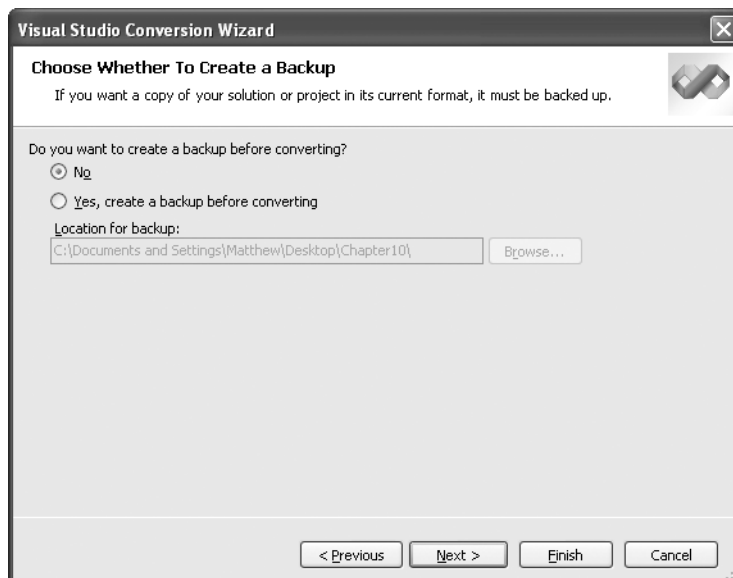 Visual Studio Conversion Wizard
Choose Whether To Create a Backup
If you want a copy of your solution or project in its current format, it must be backed up.
Do you want to create a backup before converting?
No
Yes, create a backup before converting
Location for backup:
C:\Documents and Settings\Matthew\Desktop\Chapter10\
Browse...
< Previous
Next >
Finish
Cancel